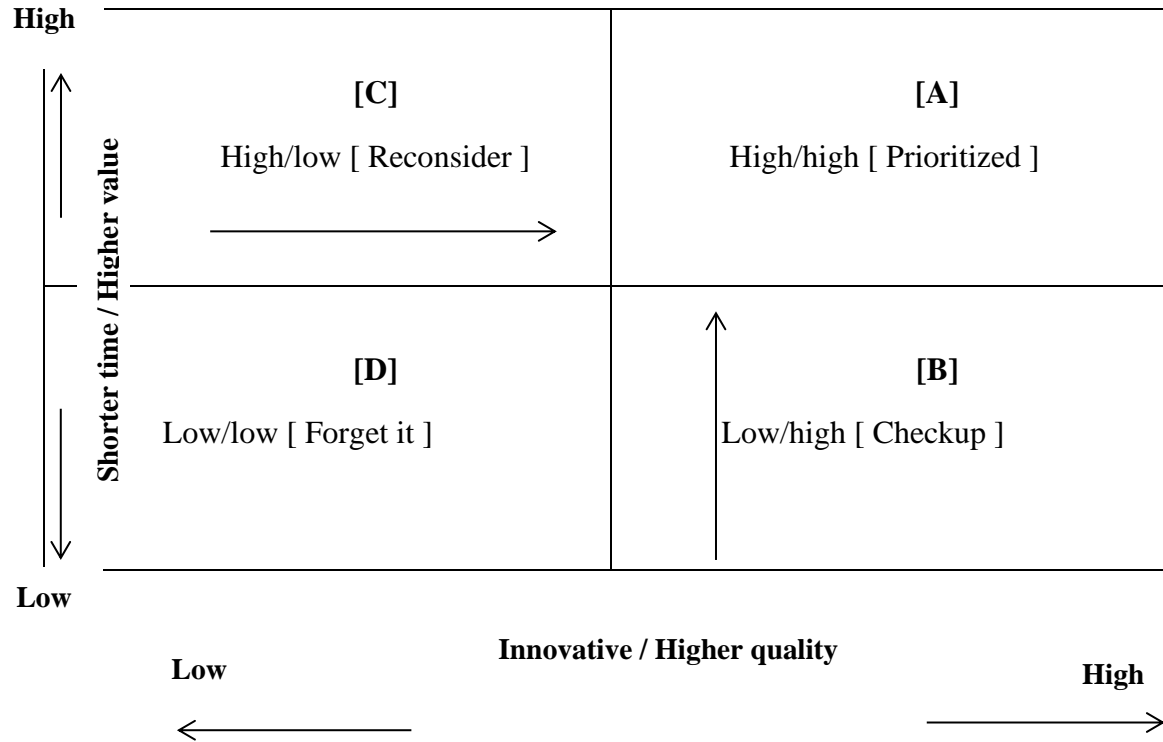 High
[C]
[A]
High/low [ Reconsider ]
High/high [ Prioritized ]
Shorter time / Higher value
[D]
[B]
Low/low [ Forget it ]
Low/high [ Checkup ]
Low
Innovative / Higher quality
Low
High